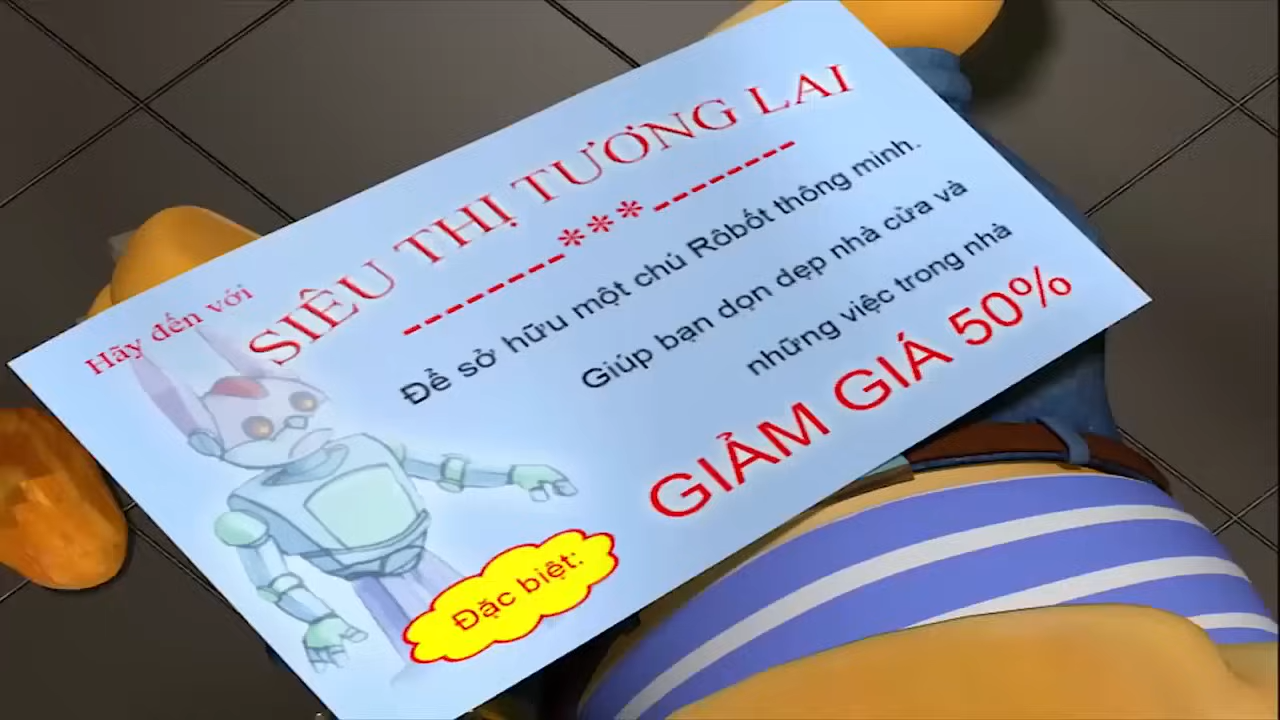 Hãy đến với
SIÊU THỊ TƯƠNG LAI
--------***--------
Để sở hữu một chú Rôbốt thông minh.
Giúp bạn dọn dẹp nhà cửa và
những việc trong nhà
Đặc biệt:
GIẢM GIÁ 50%